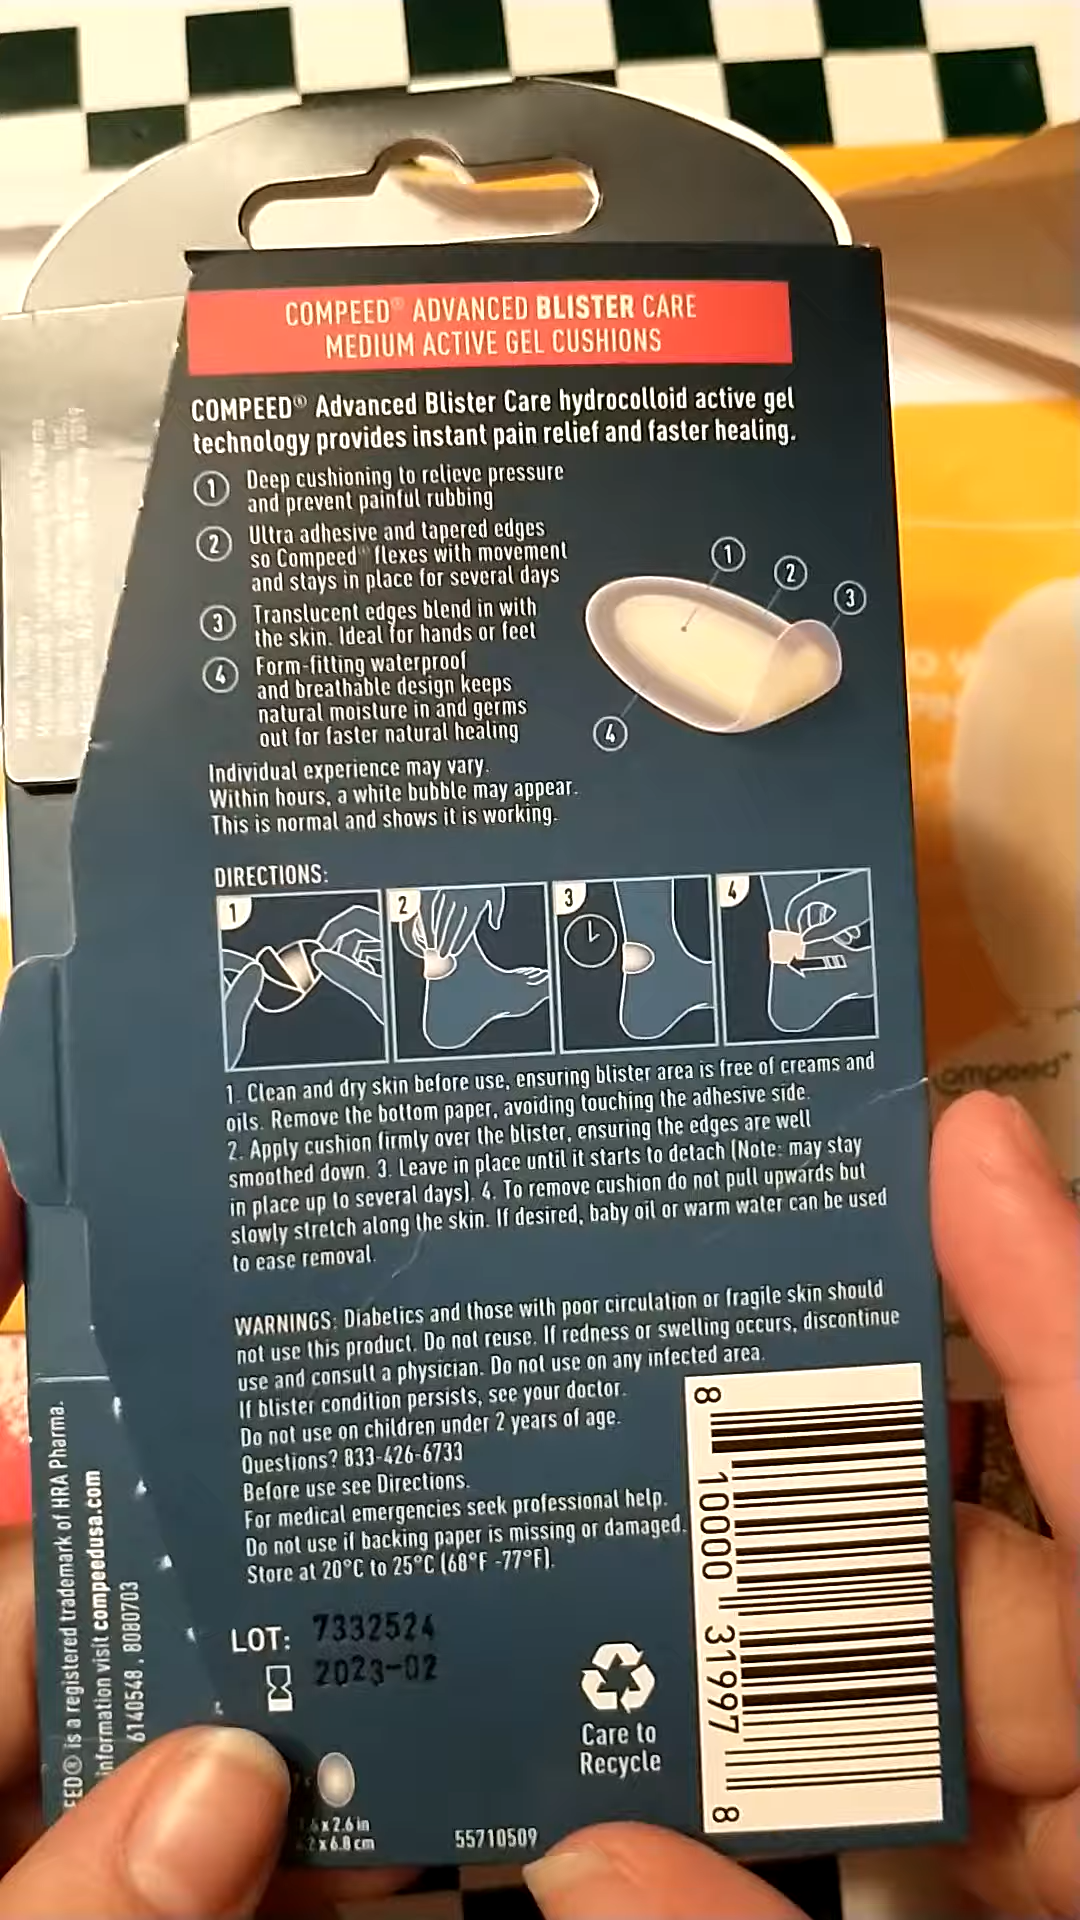 COMPEED® ADVANCED BLISTER CARE
MEDIUM ACTIVE GEL CUSHIONS
COMPEED® Advanced Blister Care hydrocolloid active gel
technology provides instant pain relief and faster healing.
1 Deep cushioning to relieve pressure
and prevent painful rubbing
2 Ultra adhesive and tapered edges
so Compeed® flexes with movement
and stays in place for several days
3 Translucent edges blend in with
the skin. Ideal for hands or feet
4 Form-fitting waterproof
and breathable design keeps
natural moisture in and germs
out for faster natural healing
1
2
3
4
Individual experience may vary.
Within hours, a white bubble may appear.
This is normal and shows it is working.
DIRECTIONS:
1 2 3 4
1. Clean and dry skin before use, ensuring blister area is free of creams and
oils. Remove the bottom paper, avoiding touching the adhesive side.
2. Apply cushion firmly over the blister, ensuring the edges are well
smoothed down. 3. Leave in place until it starts to detach (Note: may stay
in place up to several days). 4. To remove cushion do not pull upwards but
slowly stretch along the skin. If desired, baby oil or warm water can be used
to ease removal.
WARNINGS: Diabetics and those with poor circulation or fragile skin should
not use this product. Do not reuse. If redness or swelling occurs, discontinue
use and consult a physician. Do not use on any infected area.
If blister condition persists, see your doctor.
Do not use on children under 2 years of age.
Questions? 833-426-6733
Before use see Directions.
For medical emergencies seek professional help.
Do not use if backing paper is missing or damaged.
Store at 20°C to 25°C (68°F -77°F).
LOT: 7332524
2023-02
Care to
Recycle
8 10000 31997 8
x 2.6 in
x 6.8 cm
55710509
ED® is a registered trademark of HRA Pharma.
information visit compeedusa.com
6140548 , 8080703
ompeed